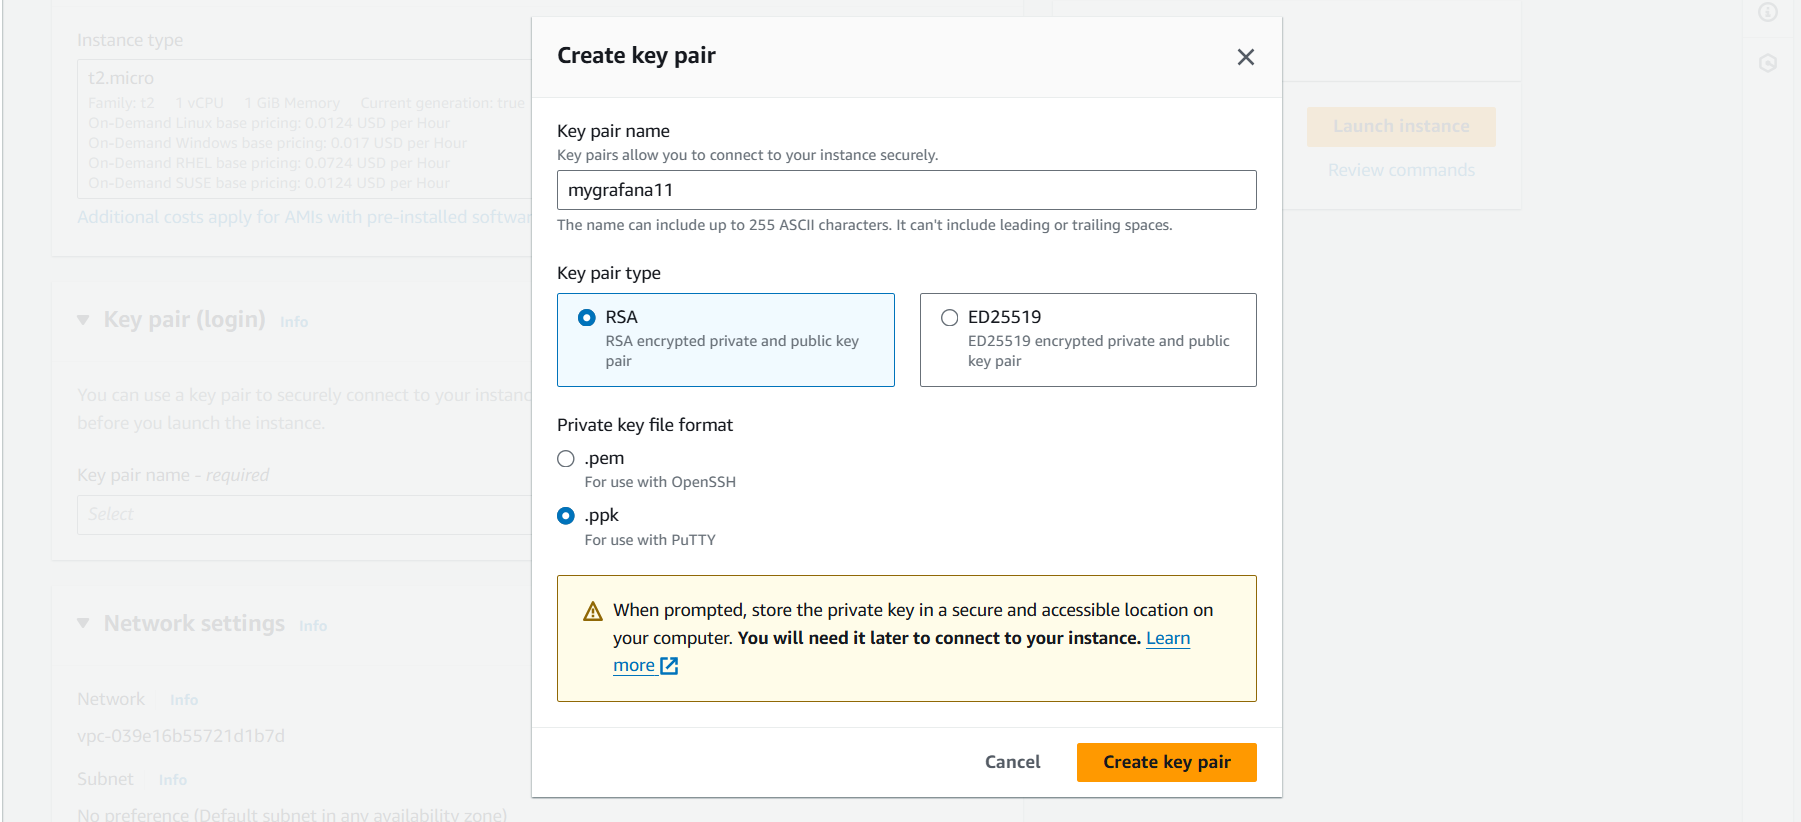 Instance type
t2.micro
Family: t2 1 vCPU 1 GiB Memory Current generation: true
On-Demand Linux base pricing: 0.0124 USD per Hour
On-Demand Windows base pricing: 0.017 USD per Hour
On-Demand RHEL base pricing: 0.0724 USD per Hour
On-Demand SUSE base pricing: 0.0124 USD per Hour
Additional costs apply for AMIs with pre-installed softwar
Key pair (login) Info
You can use a key pair to securely connect to your instanc
before you launch the instance.
Key pair name - required
Select
Network settings Info
Network Info
vpc-039e16b55721d1b7d
Subnet Info
No preference (Default subnet in any availability zone)
Create key pair
Key pair name
Key pairs allow you to connect to your instance securely.
mygrafana11
The name can include up to 255 ASCII characters. It can't include leading or trailing spaces.
Key pair type
RSA
RSA encrypted private and public key
pair
ED25519
ED25519 encrypted private and public
key pair
Private key file format
.pem
For use with OpenSSH
.ppk
For use with PuTTY
When prompted, store the private key in a secure and accessible location on
your computer. You will need it later to connect to your instance. Learn
more
Cancel
Create key pair
Launch instance
Review commands